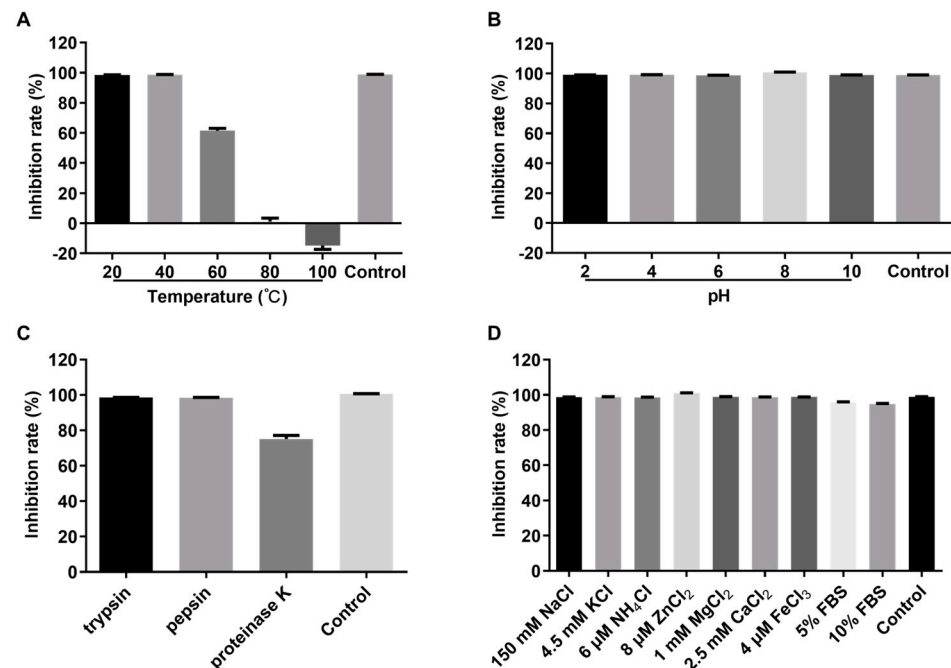 A
Inhibition rate (%)
120
100
80
60
40
20
0
-20
20 40 60 80 100 Control
Temperature (°C)
B
Inhibition rate (%)
120
100
80
60
40
20
0
-20
2 4 6 8 10 Control
pH
C
Inhibition rate (%)
120
100
80
60
40
20
0
trypsin
pepsin
proteinase K
Control
D
Inhibition rate (%)
120
100
80
60
40
20
0
150 mM NaCl
4.5 mM KCl
6 µM NH₄Cl
8 µM ZnCl₂
1 mM MgCl₂
2.5 mM CaCl₂
4 µM FeCl₃
5% FBS
10% FBS
Control